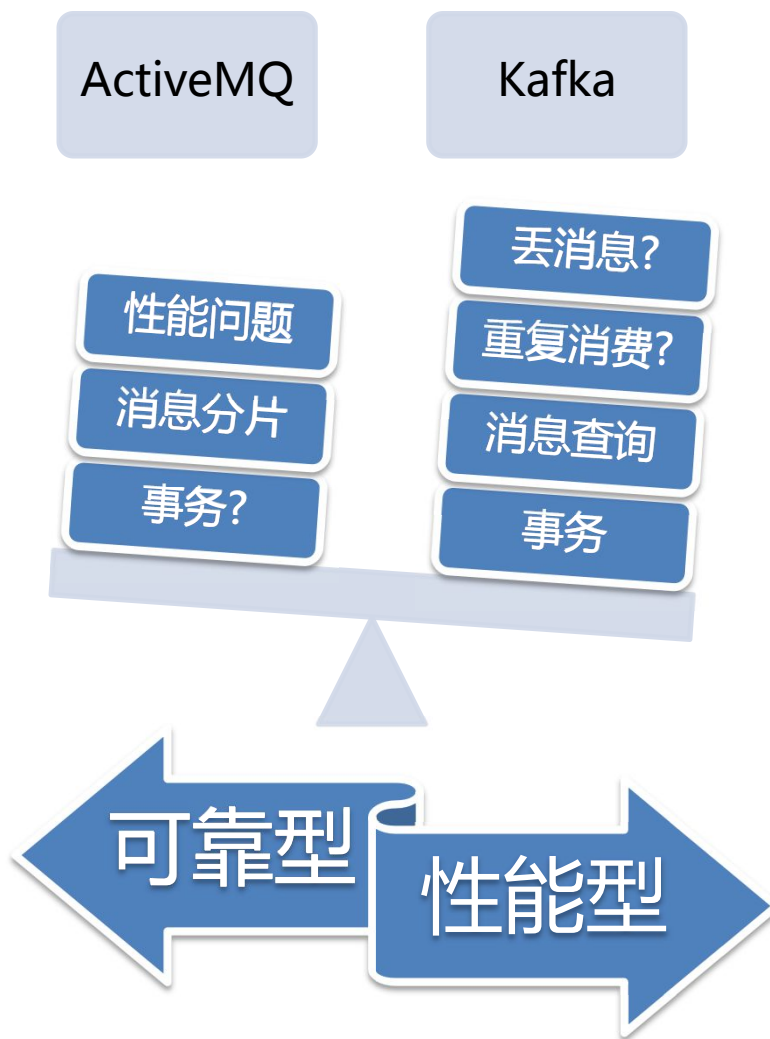 ActiveMQ
Kafka
性能问题
消息分片
事务?
丢消息?
重复消费?
消息查询
事务
可靠型
性能型